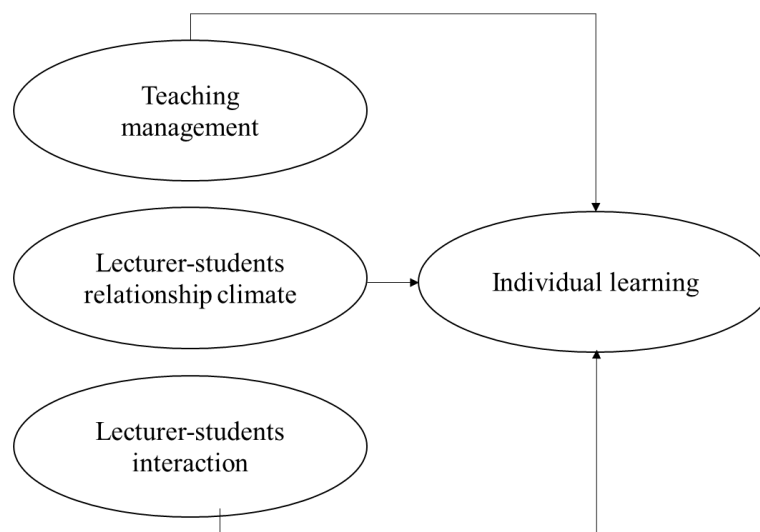 Teaching
management
Lecturer-students
relationship climate
Individual learning
Lecturer-students
interaction